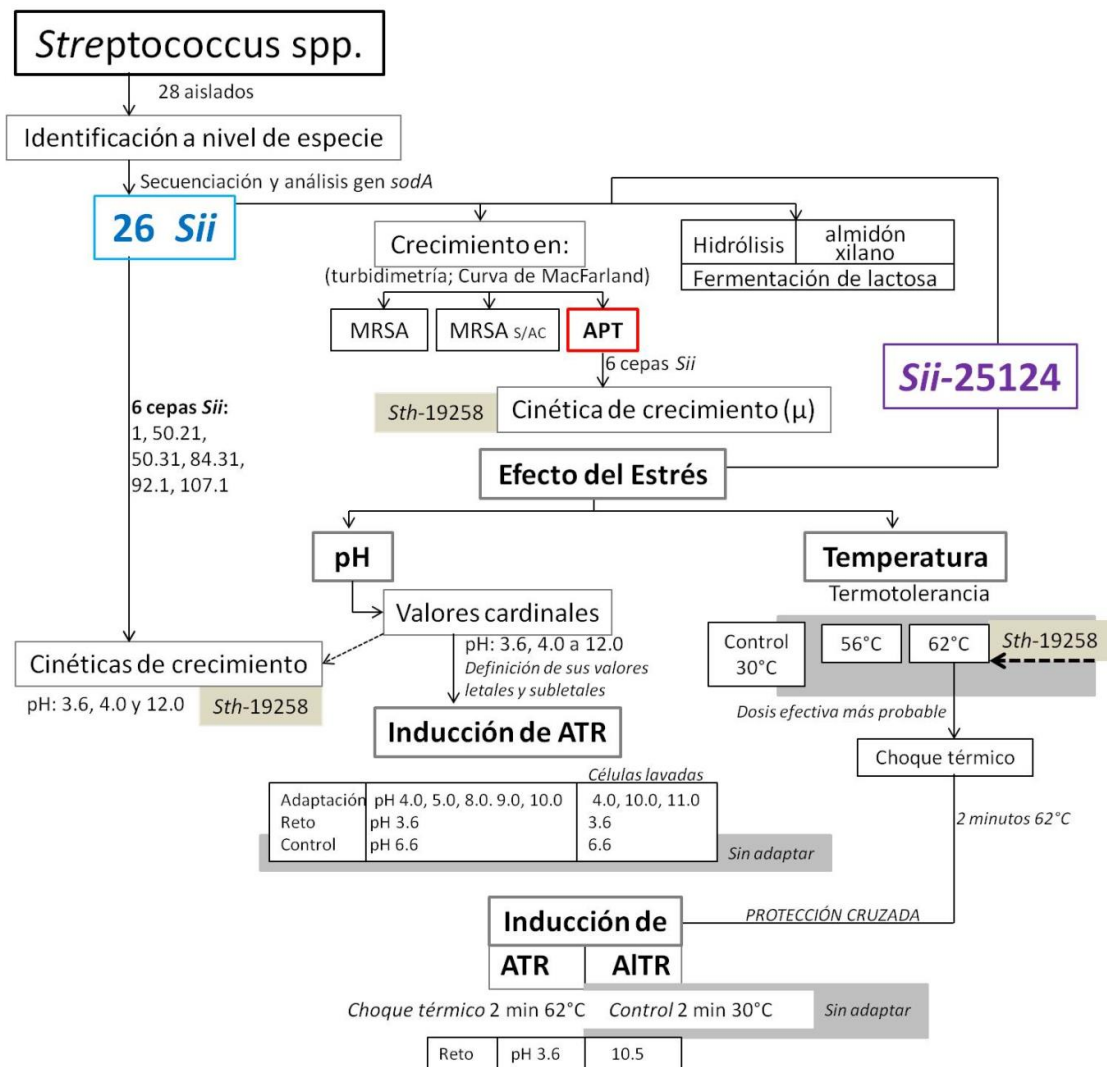 Streptococcus spp.
28 aislados
Identificación a nivel de especie
Secuenciación y análisis gen sodA
26 Sii
Crecimiento en:
(turbidimetría; Curva de MacFarland)
MRSA
MRSA S/AC
APT
Hidrólisis
almidón
xilano
Fermentación de lactosa
6 cepas Sii
Sth-19258
Cinética de crecimiento (μ)
Sii-25124
6 cepas Sii:
1, 50.21,
50.31, 84.31,
92.1, 107.1
Efecto del Estrés
pH
Temperatura
Termotolerancia
Valores cardinales
pH: 3.6, 4.0 a 12.0
Definición de sus valores
letales y subletales
Cinéticas de crecimiento
pH: 3.6, 4.0 y 12.0
Sth-19258
Control
30°C
56°C
62°C
Sth-19258
Dosis efectiva más probable
Choque térmico
Inducción de ATR
Células lavadas
Adaptación pH 4.0, 5.0, 8.0. 9.0, 10.0 4.0, 10.0, 11.0
Reto pH 3.6 3.6
Control pH 6.6 6.6
Sin adaptar
2 minutos 62°C
PROTECCIÓN CRUZADA
Inducción de
ATR AlTR
Choque térmico 2 min 62°C Control 2 min 30°C Sin adaptar
Reto pH 3.6 10.5